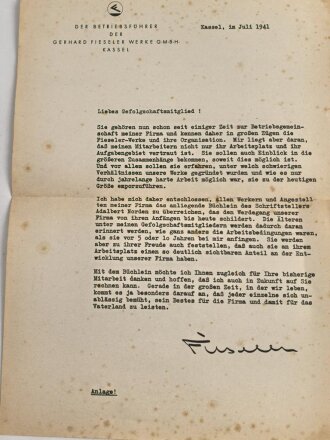 DER BETRIEBSFÜHRER
DER
GERHARD FIESELER WERKE GMBH
KASSEL
Kassel, im Juli 1941
Liebes Gefolgschaftsmitglied !
Sie gehören nun schon seit einiger Zeit zur Betriebsgemein-
schaft meiner Firma und kennen daher in großen Zügen die
Fieseler-Werke und ihre Organisation. Mir liegt aber daran,
daß meinen Mitarbeitern nicht nur ihr Arbeitsplatz und ihr
Aufgabengebiet vertraut ist. Sie sollen auch Einblick in die
größeren Zusammenhänge bekommen, soweit dies möglich ist.
Und vor allem sollen sie erfahren, unter welch schwierigen
Verhältnissen unsere Werke gegründet wurden und wie es nur
durch jahrelange harte Arbeit möglich war, sie zu der heutigen
Größe emporzuführen.
Ich habe mich daher entschlossen, allen Werkern und Angestell-
ten meiner Firma das anliegende Büchlein des Schriftstellers
Adalbert Norden zu überreichen, das den Werdegang unserer
Firma von ihren Anfängen bis heute schildert. Die Älteren
unter meinen Gefolgschaftsmitgliedern werden dadurch daran
erinnert werden, wie ganz anders die Arbeitsbedingungen waren,
als sie vor 5 oder 10 Jahren bei mir anfingen. Sie werden
aber zu ihrer Freude auch feststellen, daß auch sie an ihrem
Arbeitsplatz einen so deutlich sichtbaren Anteil an der Ent-
wicklung unserer Firma haben.
Mit dem Büchlein möchte ich Ihnen zugleich für Ihre bisherige
Mitarbeit danken und hoffen, daß ich auch in Zukunft auf Sie
rechnen kann. Gerade in der großen Zeit, in der wir leben,
kommt es ja besonders darauf an, daß jeder einzelne sich un-
ablässig bemüht, sein Bestes für die Firma und damit für das
Vaterland zu leisten.
Fieseler
Anlage!